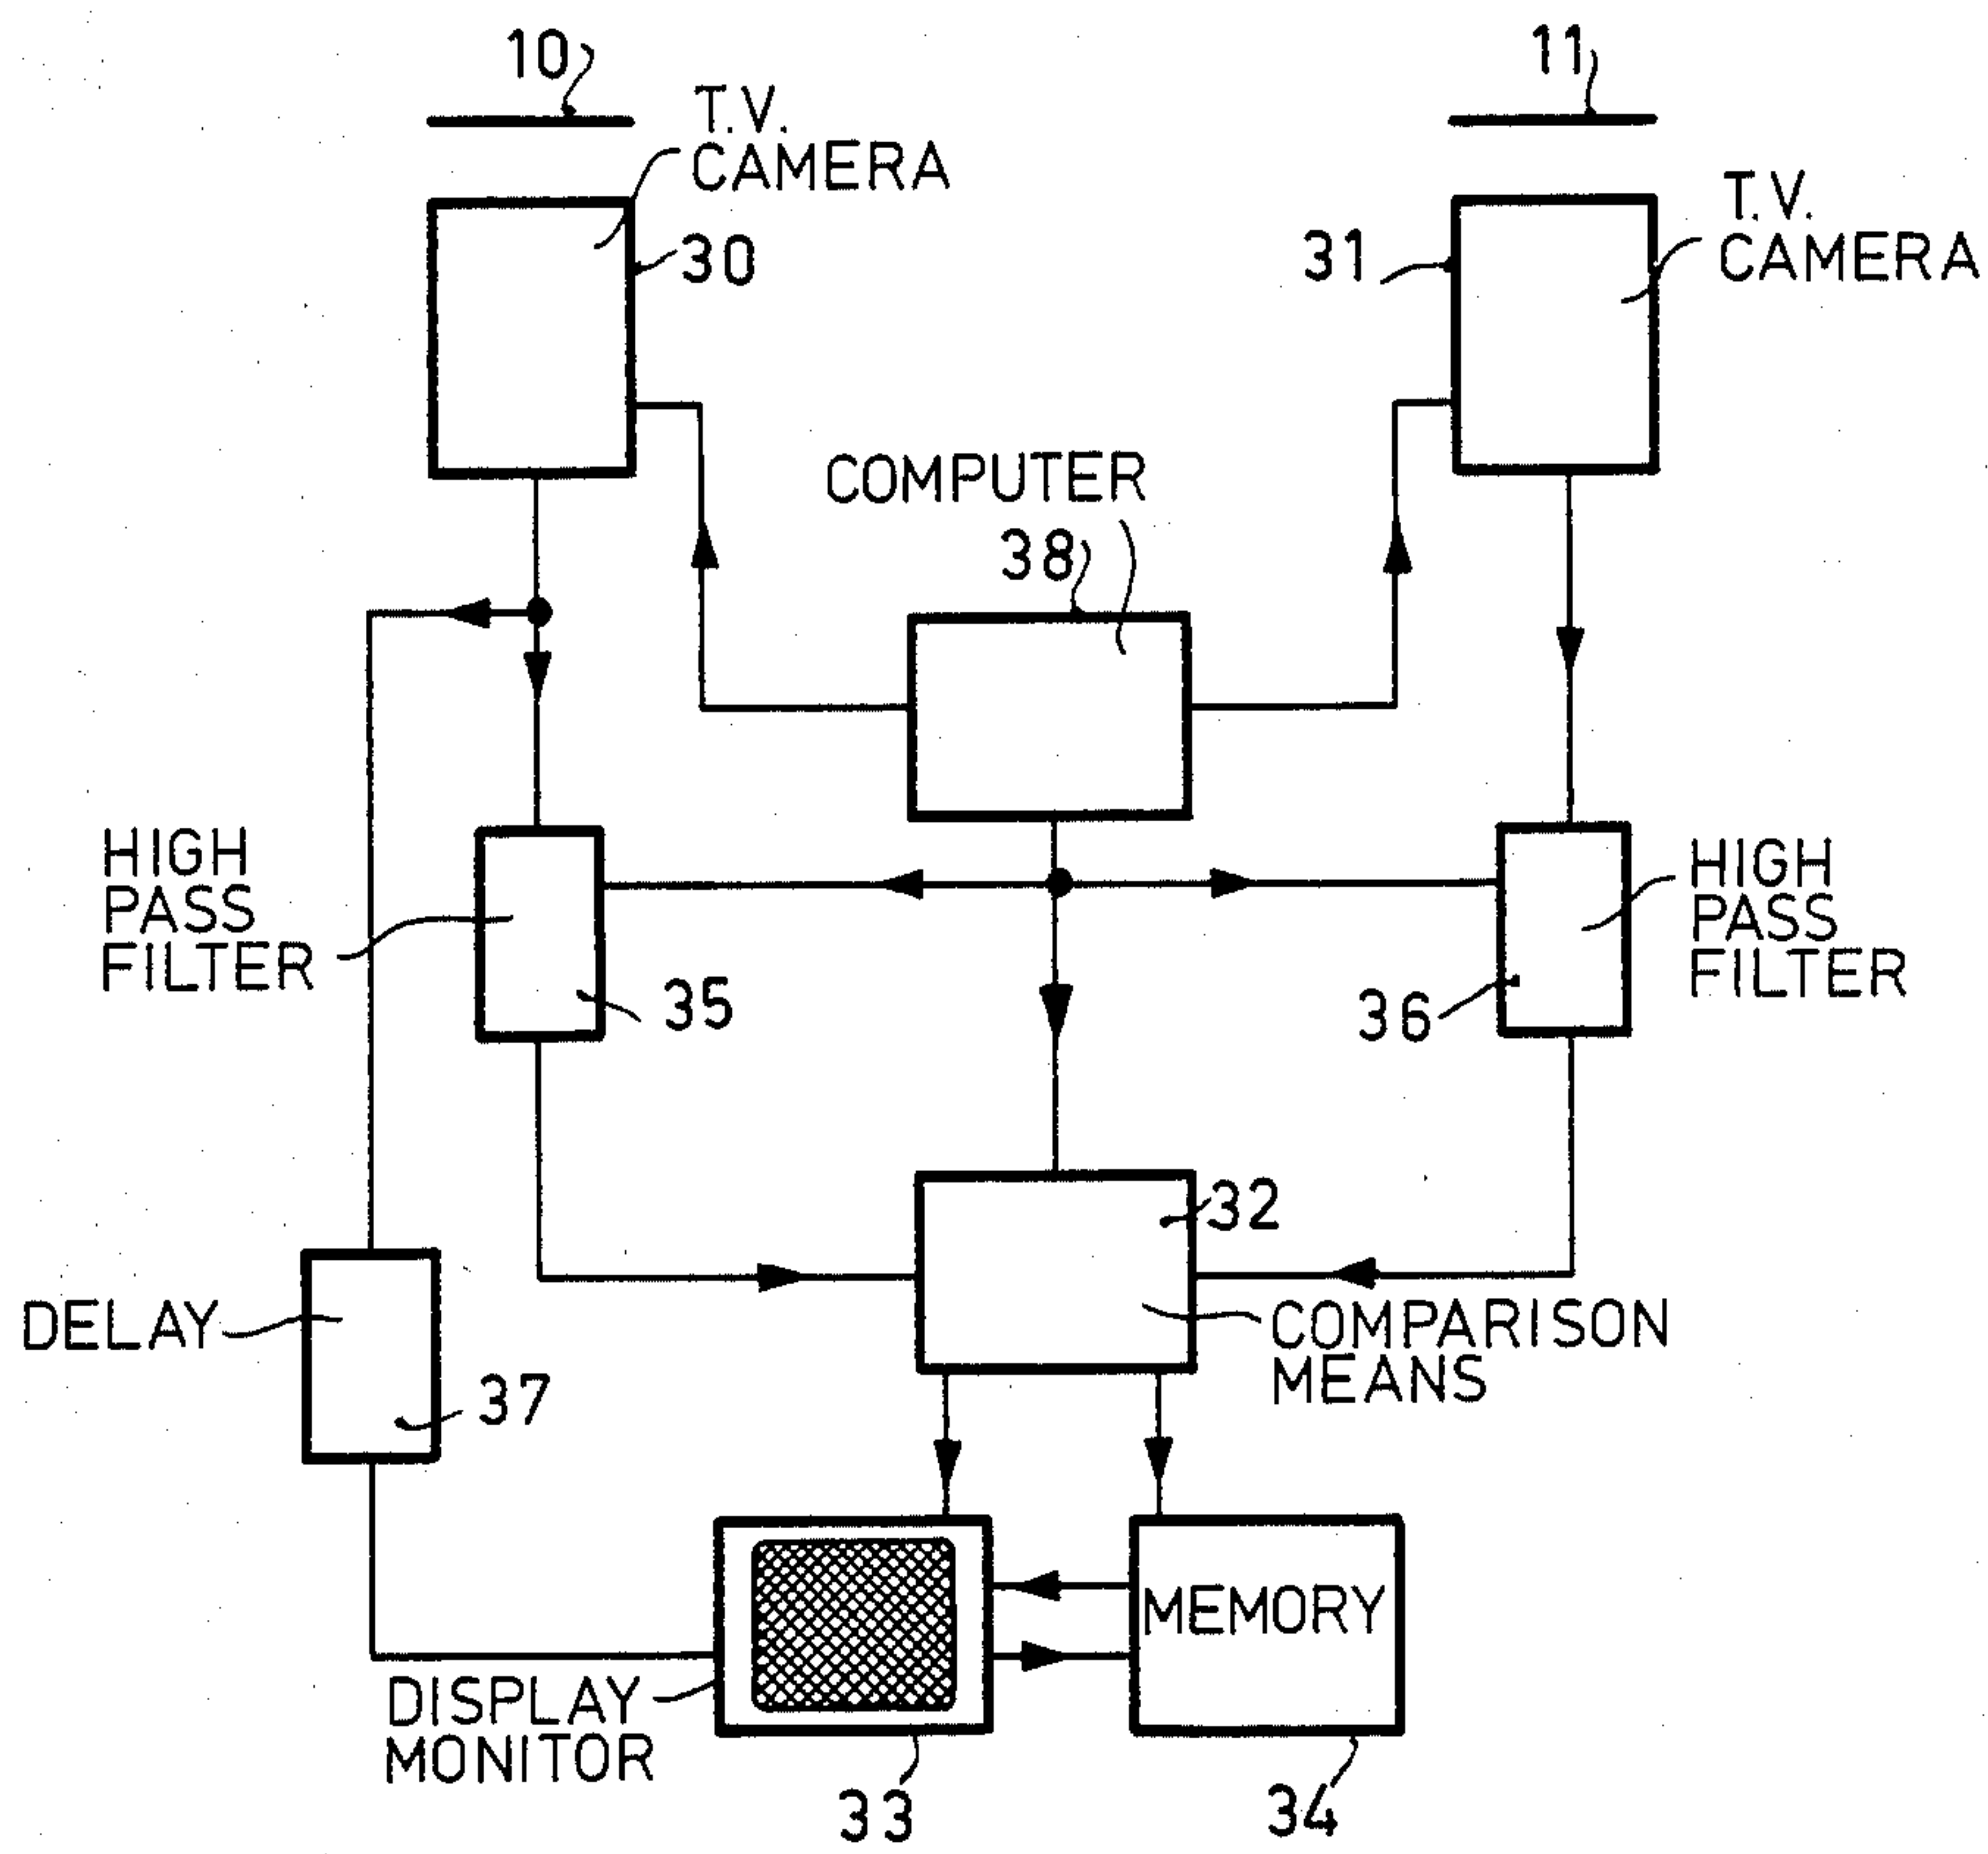 10
11
T.V.
CAMERA
T.V.
CAMERA
30
31
COMPUTER
38
HIGH
PASS
FILTER
HIGH
PASS
FILTER
35
36
32
DELAY
COMPARISON
MEANS
37
MEMORY
DISPLAY
MONITOR
33
34